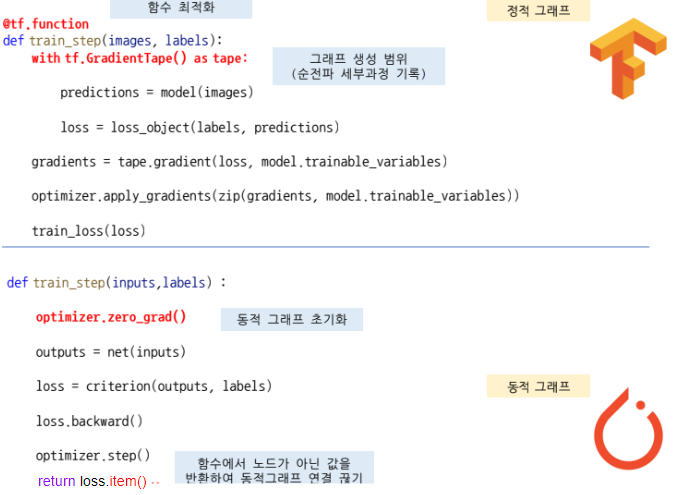 함수 최적화
정적 그래프
@tf.function
def train_step(images, labels):
with tf.GradientTape() as tape:
그래프 생성 범위
(순전파 세부과정 기록)
predictions = model(images)
loss = loss_object(labels, predictions)
gradients = tape.gradient(loss, model.trainable_variables)
optimizer.apply_gradients(zip(gradients, model.trainable_variables))
train_loss(loss)
def train_step(inputs,labels) :
optimizer.zero_grad()
동적 그래프 초기화
outputs = net(inputs)
loss = criterion(outputs, labels)
동적 그래프
loss.backward()
optimizer.step()
함수에서 노드가 아닌 값을
반환하여 동적그래프 연결 끊기
return loss.item() --